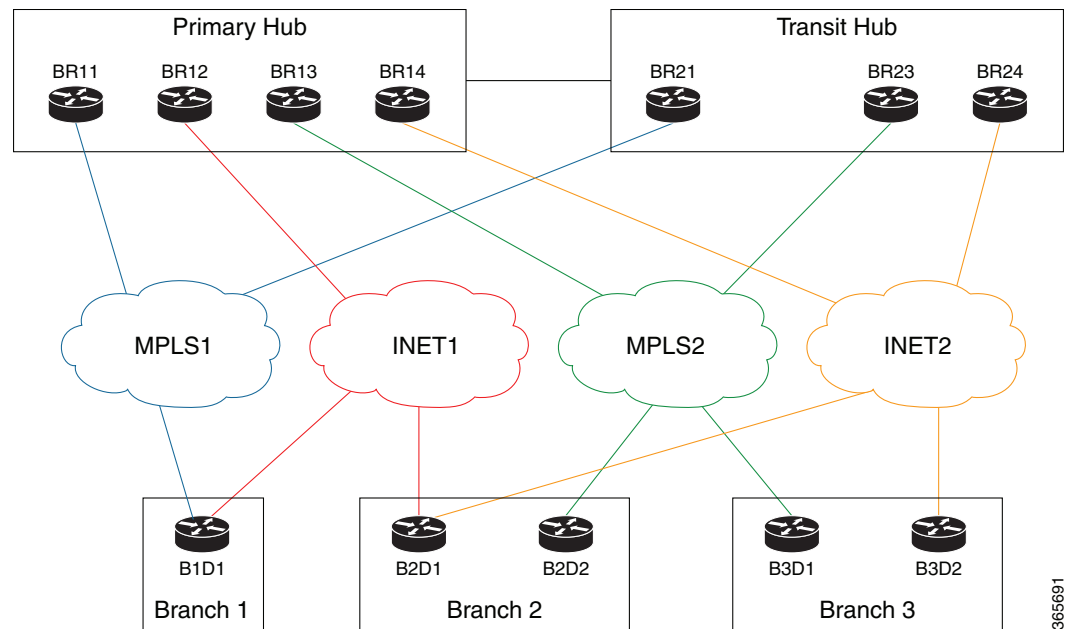 Primary Hub
Transit Hub
BR11
BR12
BR13
BR14
BR21
BR23
BR24
MPLS1
INET1
MPLS2
INET2
B1D1
B2D1
B2D2
B3D1
B3D2
Branch 1
Branch 2
Branch 3
365691